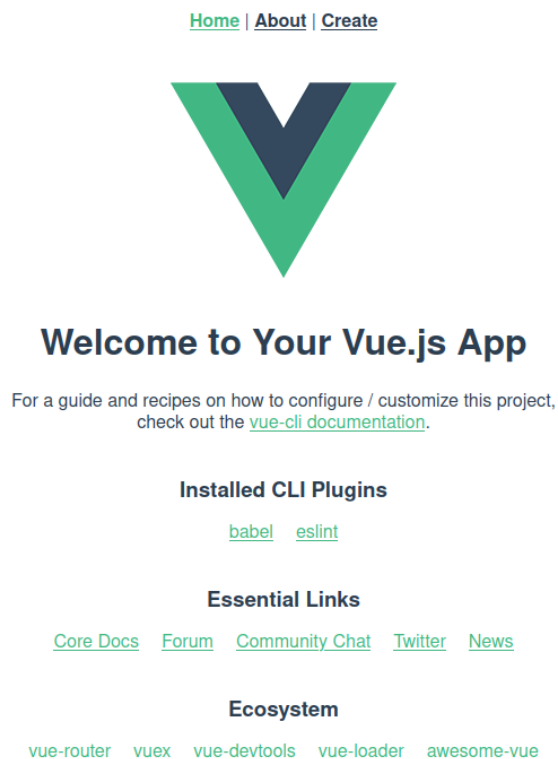 Home | About | Create
Welcome to Your Vue.js App
For a guide and recipes on how to configure / customize this project,
check out the vue-cli documentation.
Installed CLI Plugins
babel eslint
Essential Links
Core Docs Forum Community Chat Twitter News
Ecosystem
vue-router vuex vue-devtools vue-loader awesome-vue